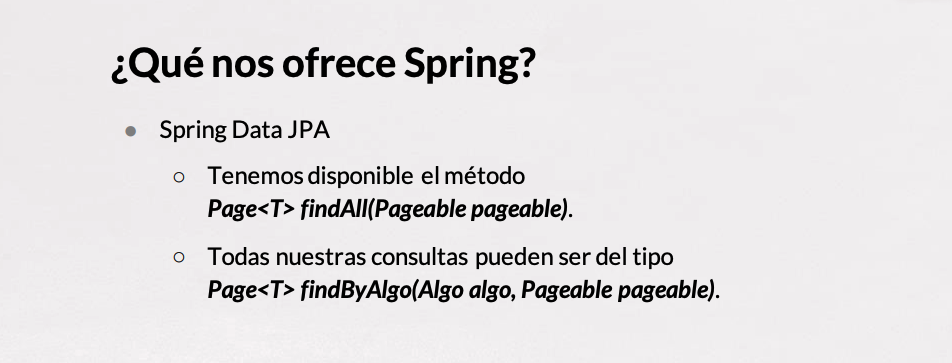 ¿Qué nos ofrece Spring?
● Spring Data JPA
○ Tenemos disponible el método
Page<T> findAll(Pageable pageable).
○ Todas nuestras consultas pueden ser del tipo
Page<T> findByAlgo(Algo algo, Pageable pageable).